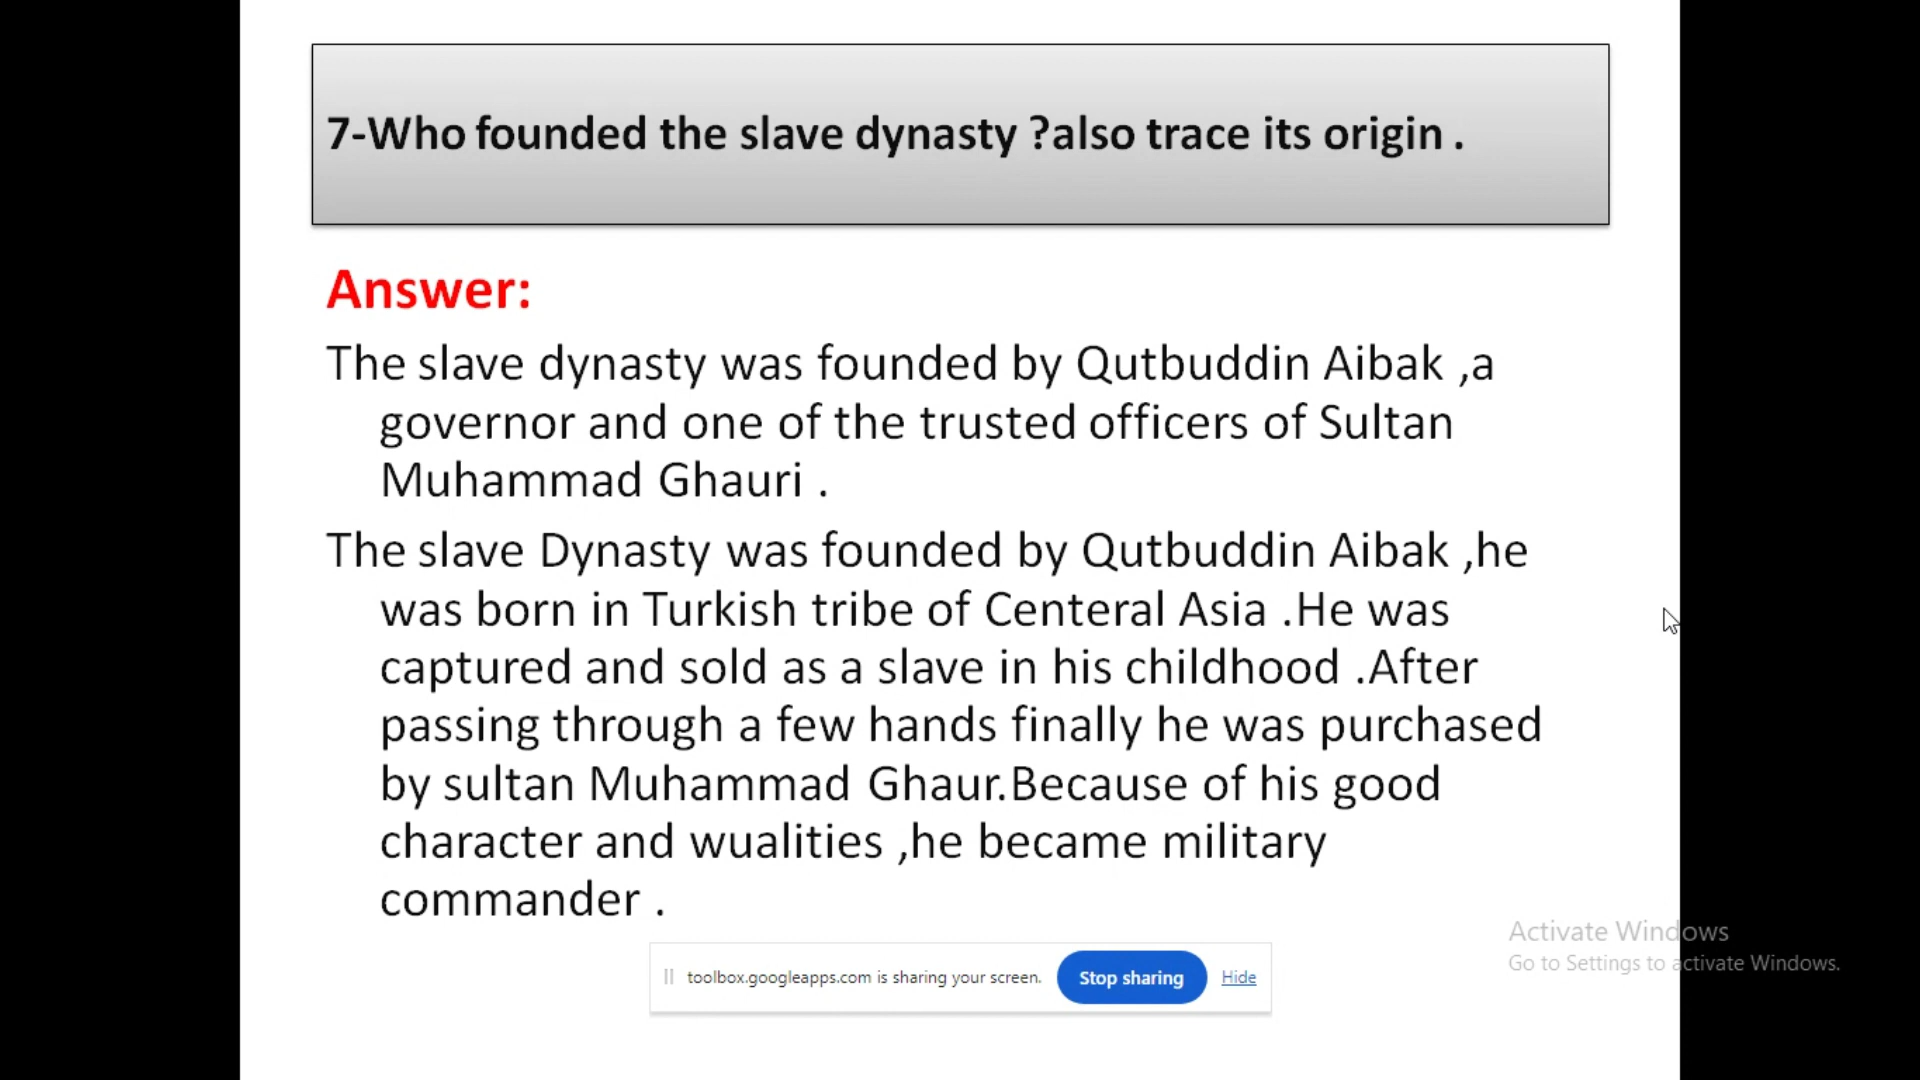 7-Who founded the slave dynasty ?also trace its origin .
Answer:
The slave dynasty was founded by Qutbuddin Aibak ,a
governor and one of the trusted officers of Sultan
Muhammad Ghauri .
The slave Dynasty was founded by Qutbuddin Aibak ,he
was born in Turkish tribe of Centeral Asia .He was
captured and sold as a slave in his childhood .After
passing through a few hands finally he was purchased
by sultan Muhammad Ghaur.Because of his good
character and wualities ,he became military
commander .
Activate Windows
Go to Settings to activate Windows.
toolbox.googleapps.com is sharing your screen. Stop sharing Hide